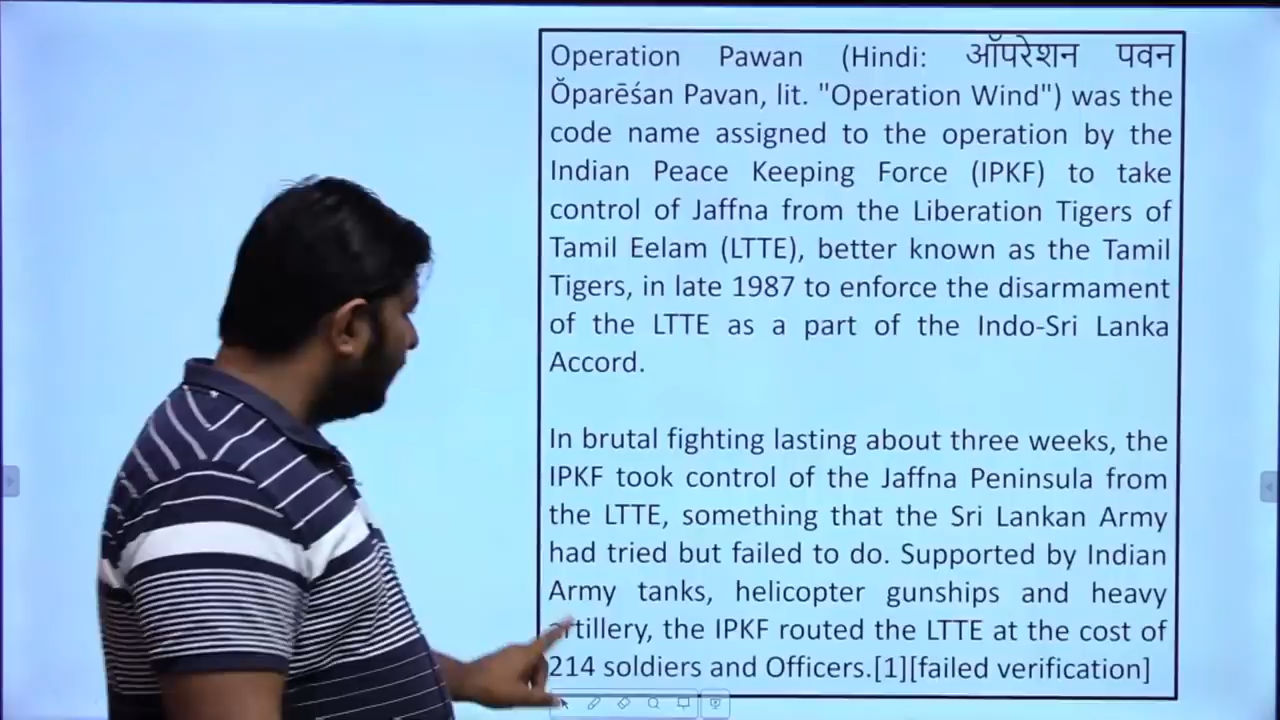 Operation Pawan (Hindi: ऑपरेशन पवन
Ŏparēśan Pavan, lit. "Operation Wind") was the
code name assigned to the operation by the
Indian Peace Keeping Force (IPKF) to take
control of Jaffna from the Liberation Tigers of
Tamil Eelam (LTTE), better known as the Tamil
Tigers, in late 1987 to enforce the disarmament
of the LTTE as a part of the Indo-Sri Lanka
Accord.
In brutal fighting lasting about three weeks, the
IPKF took control of the Jaffna Peninsula from
the LTTE, something that the Sri Lankan Army
had tried but failed to do. Supported by Indian
Army tanks, helicopter gunships and heavy
artillery, the IPKF routed the LTTE at the cost of
214 soldiers and Officers.[1][failed verification]